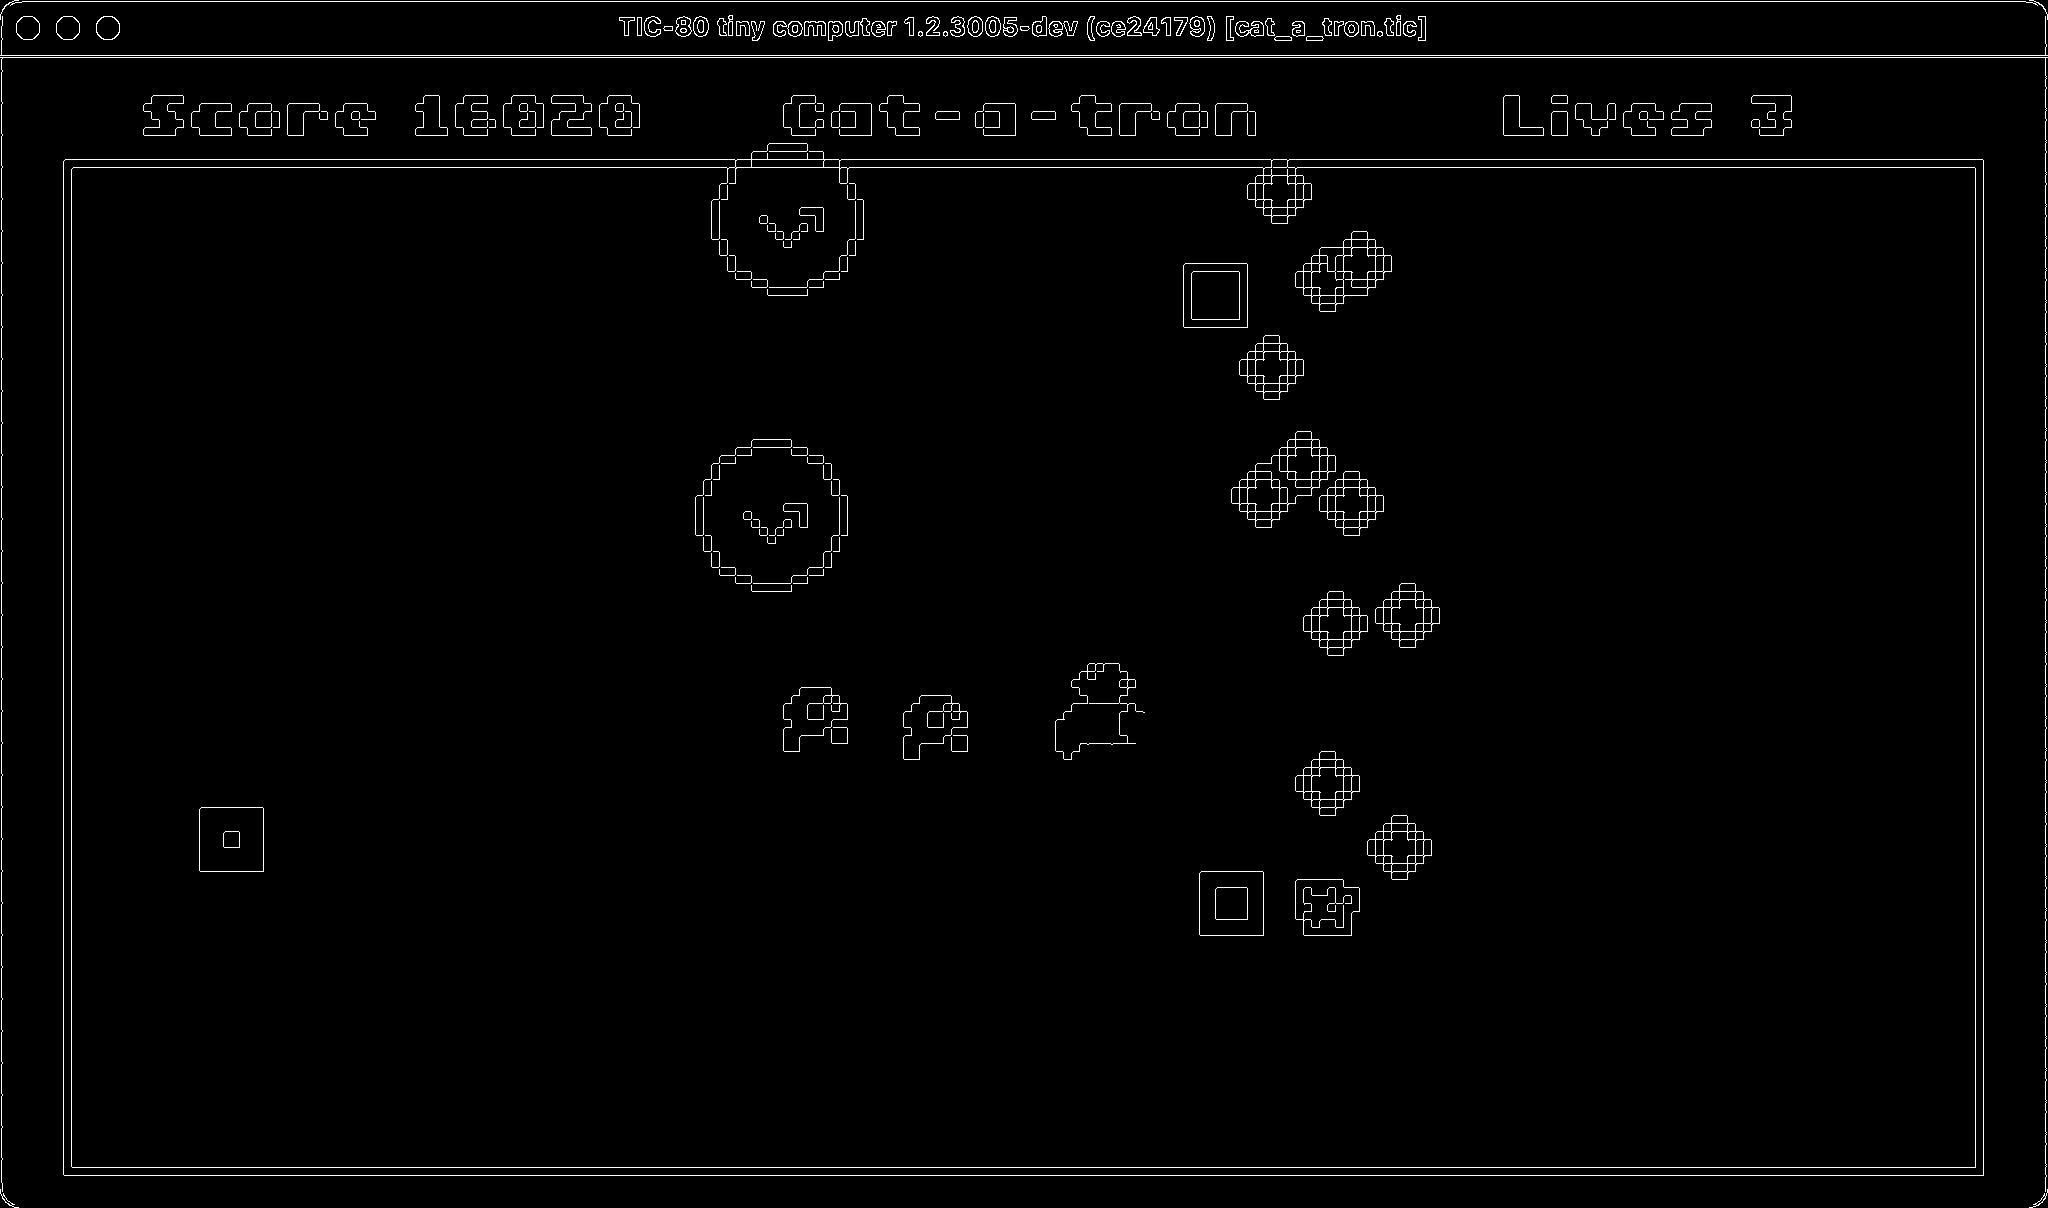 TIC-80 tiny computer 1.2.3005-dev (ce24179) [cat_a_tron.tic]
Score 16020 Cat-a-tron Lives 3